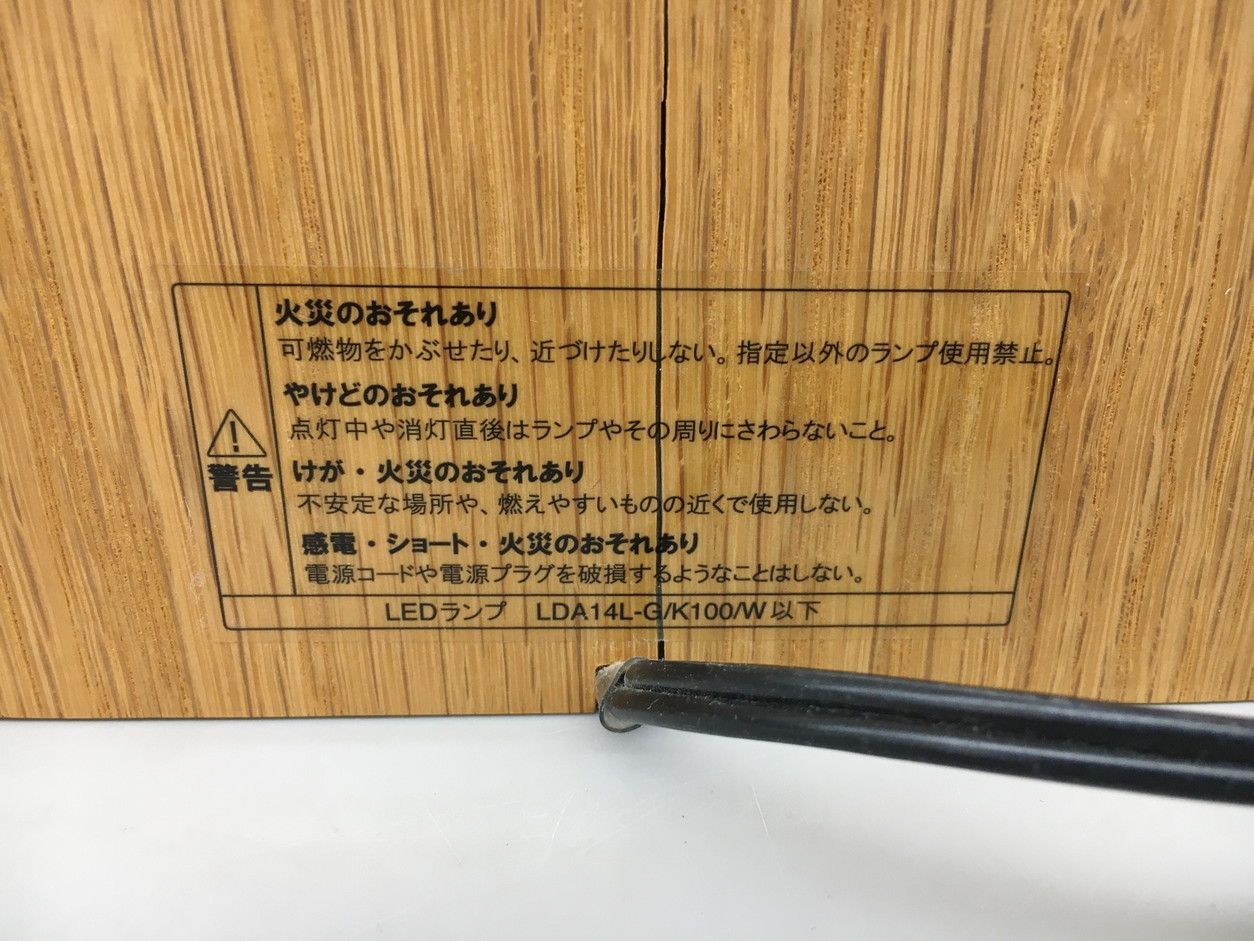 火災のおそれあり
可燃物をかぶせたり、近づけたりしない。指定以外のランプ使用禁止。
やけどのおそれあり
点灯中や消灯直後はランプやその周りにさわらないこと。
警告
けが・火災のおそれあり
不安定な場所や、燃えやすいものの近くで使用しない。
感電・ショート・火災のおそれあり
電源コードや電源プラグを破損するようなことはしない。
LEDランプ LDA14L-G/K100/W以下